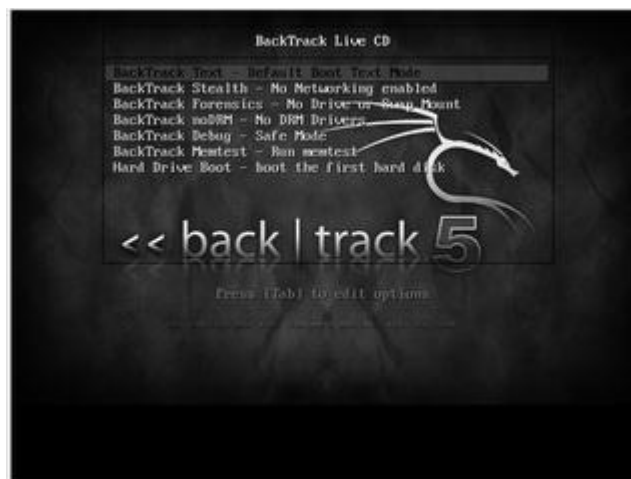 BackTrack Live CD
BackTrack Text - Default Boot Text Mode
BackTrack Stealth - No Networking enabled
BackTrack Forensics - No Drive or Swap Mount
BackTrack noDRM - No DRM Drivers
BackTrack Debug - Safe Mode
BackTrack Memtest - Run memtest
Hard Drive Boot - boot the first hard disk
<< back | track 5
Press [Tab] to edit options